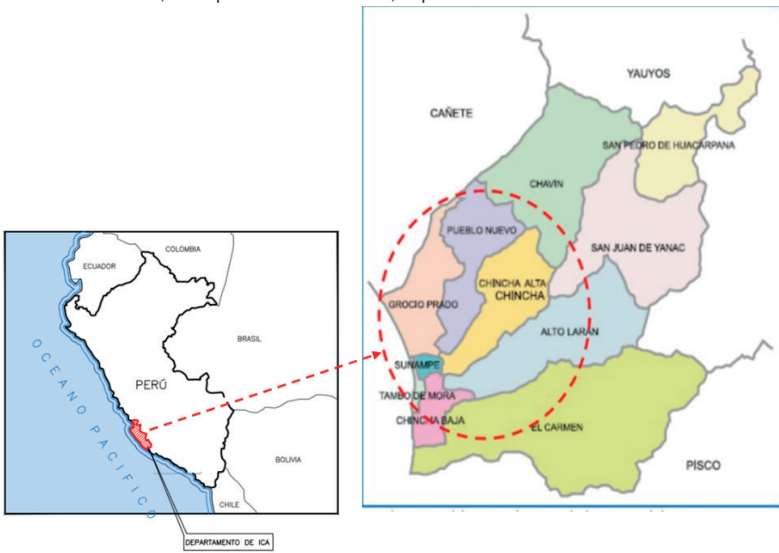 COLOMBIA
ECUADOR
BRASIL
PERÚ
OCEANO PACIFICO
BOLIVIA
CHILE
DEPARTAMENTO DE ICA
YAUYOS
CAÑETE
SAN PEDRO DE HUACARPANA
CHAVIN
PUEBLO NUEVO
SAN JUAN DE YANAC
CHINCHA ALTA
CHINCHA
GROCIO PRADO
ALTO LARAN
SUNAMPE
TAMBO DE MORA
CHINCHA BAJA
EL CARMEN
PISCO